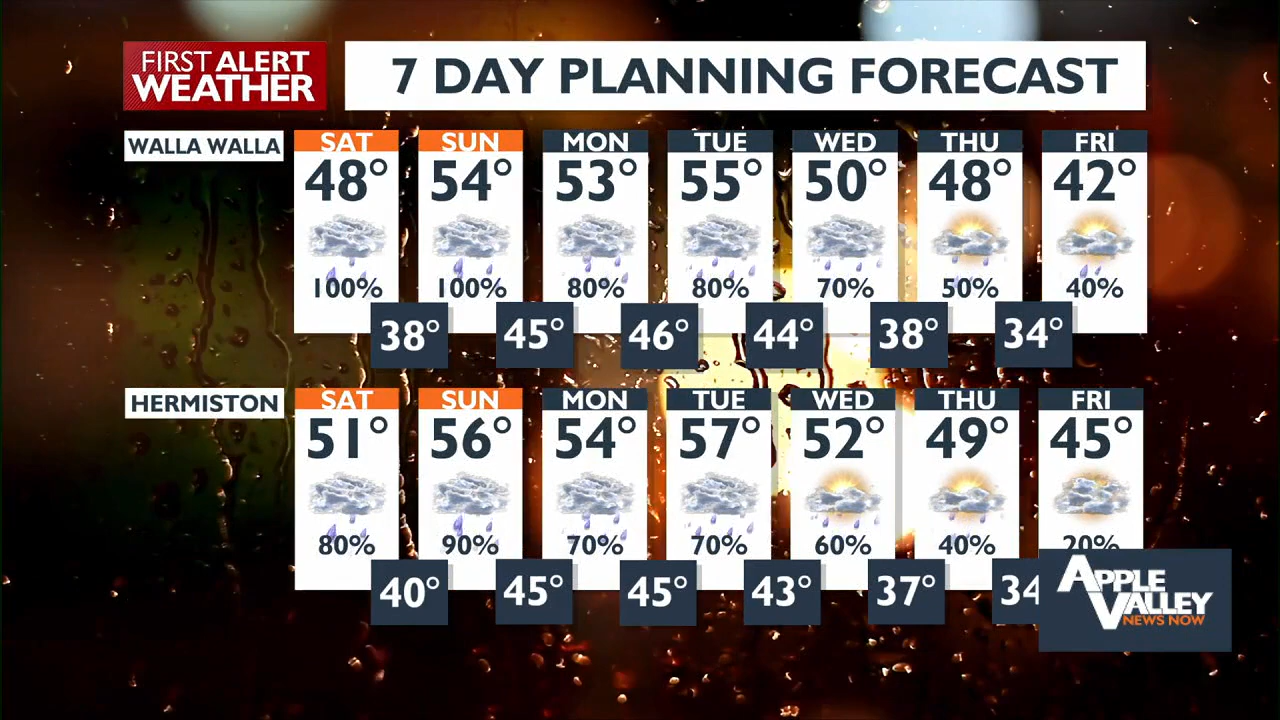 FIRST ALERT
WEATHER
7 DAY PLANNING FORECAST
WALLA WALLA
SAT SUN MON TUE WED THU FRI
48° 54° 53° 55° 50° 48° 42°
100% 100% 80% 80% 70% 50% 40%
38° 45° 46° 44° 38° 34°
HERMISTON
SAT SUN MON TUE WED THU FRI
51° 56° 54° 57° 52° 49° 45°
80% 90% 70% 70% 60% 40% 20%
40° 45° 45° 43° 37° 34
APPLE
VALLEY
NEWS NOW